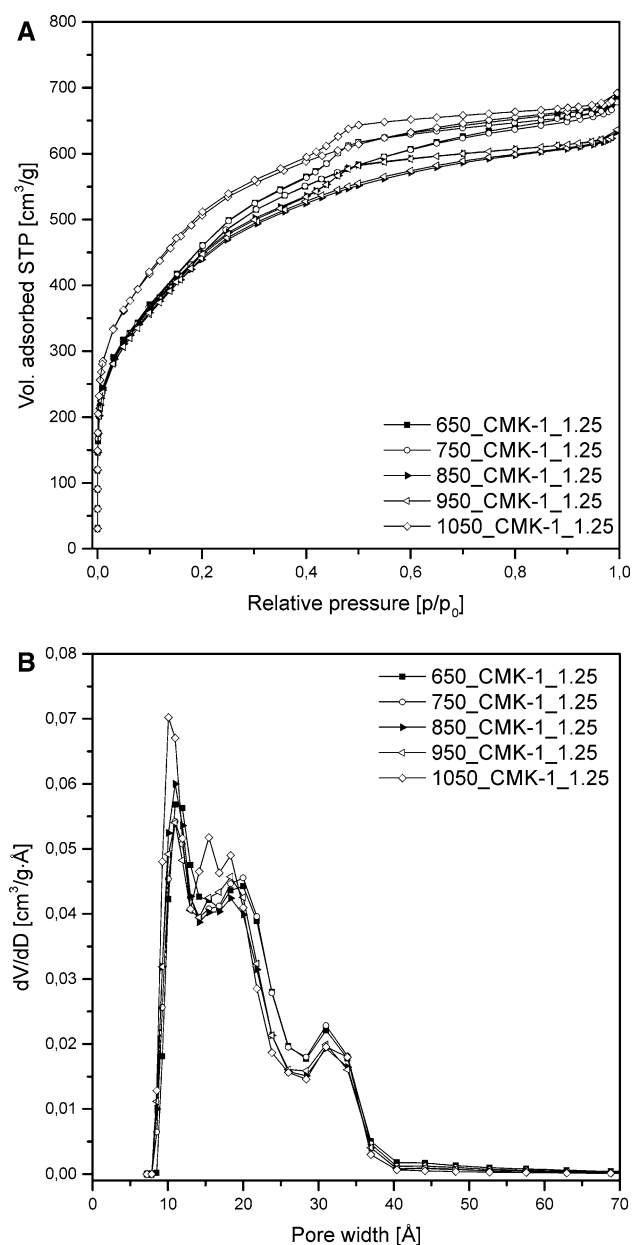 A
800
700
600
500
400
300
200
100
0
Vol. adsorbed STP [cm³/g]
650_CMK-1_1.25
750_CMK-1_1.25
850_CMK-1_1.25
950_CMK-1_1.25
1050_CMK-1_1.25
0,0 0,2 0,4 0,6 0,8 1,0
Relative pressure [p/p₀]
B
0,08
0,07
0,06
0,05
0,04
0,03
0,02
0,01
0,00
dV/dD [cm³/g·Å]
650_CMK-1_1.25
750_CMK-1_1.25
850_CMK-1_1.25
950_CMK-1_1.25
1050_CMK-1_1.25
0 10 20 30 40 50 60 70
Pore width [Å]